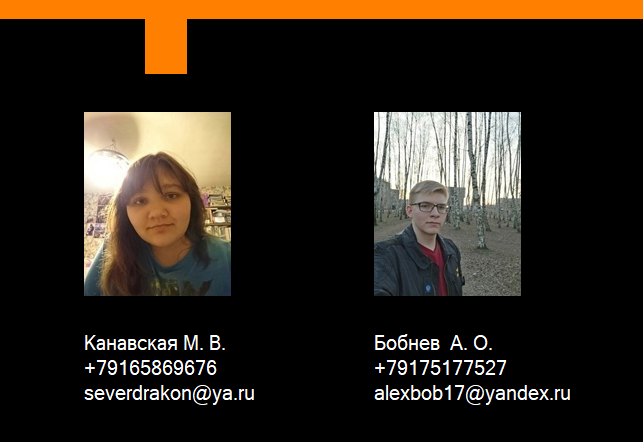 Канавская М. В.
+79165869676
severdrakon@ya.ru
Бобнев А. О.
+79175177527
alexbob17@yandex.ru